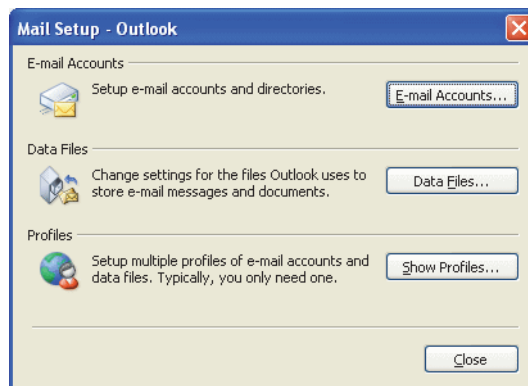 Mail Setup - Outlook
E-mail Accounts
Setup e-mail accounts and directories.
E-mail Accounts...
Data Files
Change settings for the files Outlook uses to
store e-mail messages and documents.
Data Files...
Profiles
Setup multiple profiles of e-mail accounts and
data files. Typically, you only need one.
Show Profiles...
Close